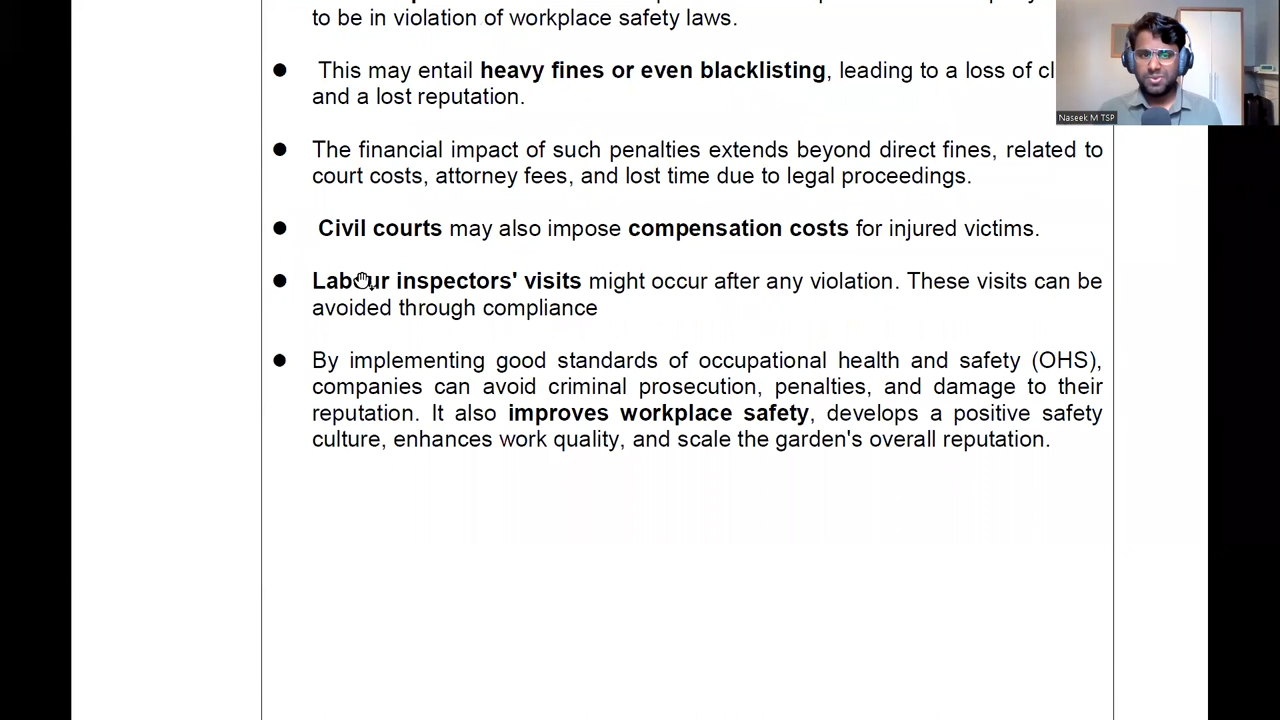 to be in violation of workplace safety laws.
● This may entail heavy fines or even blacklisting, leading to a loss of
and a lost reputation.
● The financial impact of such penalties extends beyond direct fines, related to
court costs, attorney fees, and lost time due to legal proceedings.
● Civil courts may also impose compensation costs for injured victims.
● Labour inspectors' visits might occur after any violation. These visits can be
avoided through compliance
● By implementing good standards of occupational health and safety (OHS),
companies can avoid criminal prosecution, penalties, and damage to their
reputation. It also improves workplace safety, develops a positive safety
culture, enhances work quality, and scale the garden's overall reputation.
Naseek M TSP